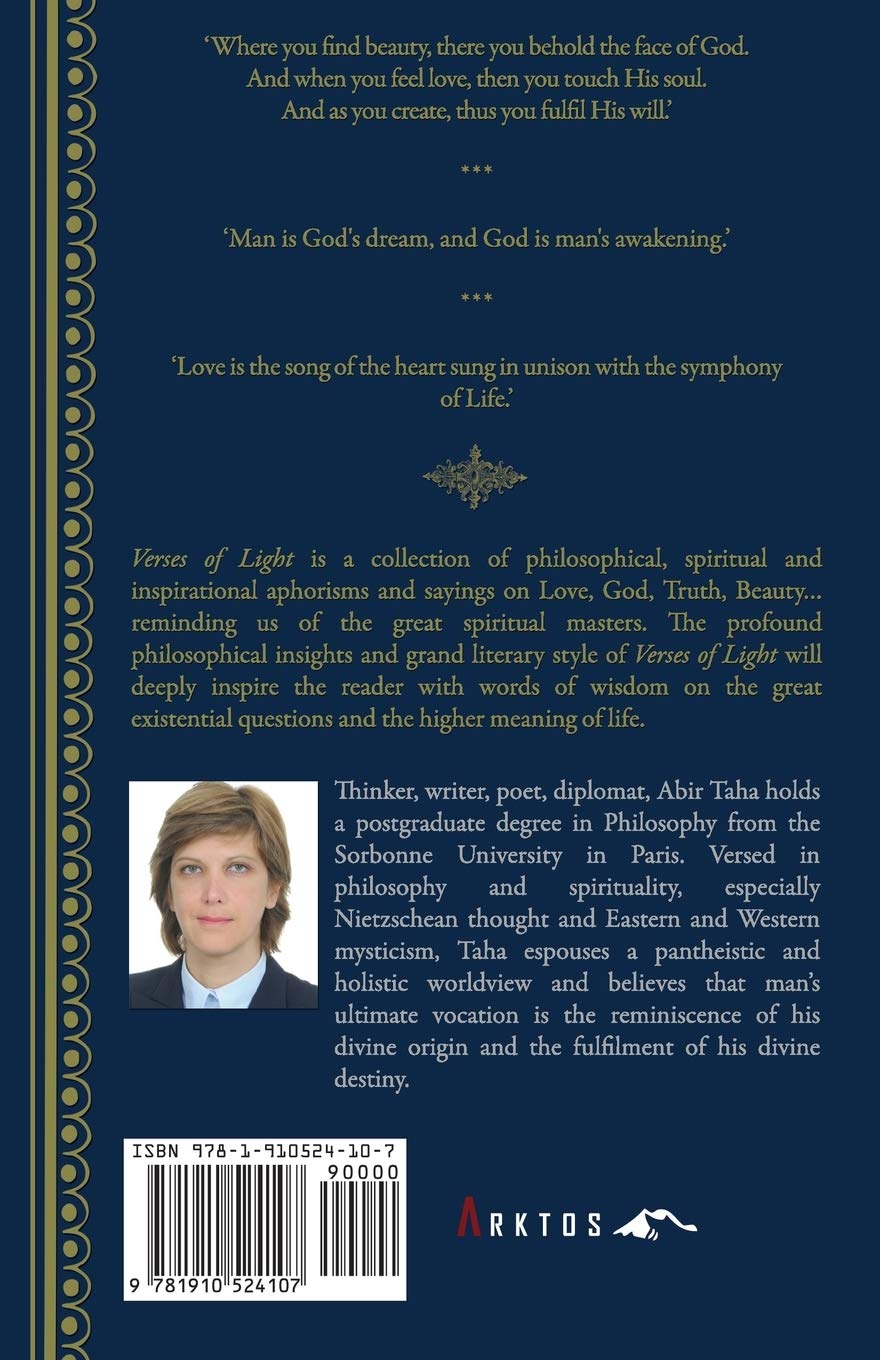 ‘Where you find beauty, there you behold the face of God.
And when you feel love, then you touch His soul.
And as you create, thus you fulfil His will.’
***
‘Man is God's dream, and God is man's awakening.’
***
‘Love is the song of the heart sung in unison with the symphony
of Life.’
Verses of Light is a collection of philosophical, spiritual and
inspirational aphorisms and sayings on Love, God, Truth, Beauty...
reminding us of the great spiritual masters. The profound
philosophical insights and grand literary style of Verses of Light will
deeply inspire the reader with words of wisdom on the great
existential questions and the higher meaning of life.
Thinker, writer, poet, diplomat, Abir Taha holds
a postgraduate degree in Philosophy from the
Sorbonne University in Paris. Versed in
philosophy and spirituality, especially
Nietzschean thought and Eastern and Western
mysticism, Taha espouses a pantheistic and
holistic worldview and believes that man’s
ultimate vocation is the reminiscence of his
divine origin and the fulfilment of his divine
destiny.
ISBN 978-1-910524-10-7
90000
9 781910 524107
ARKTOS